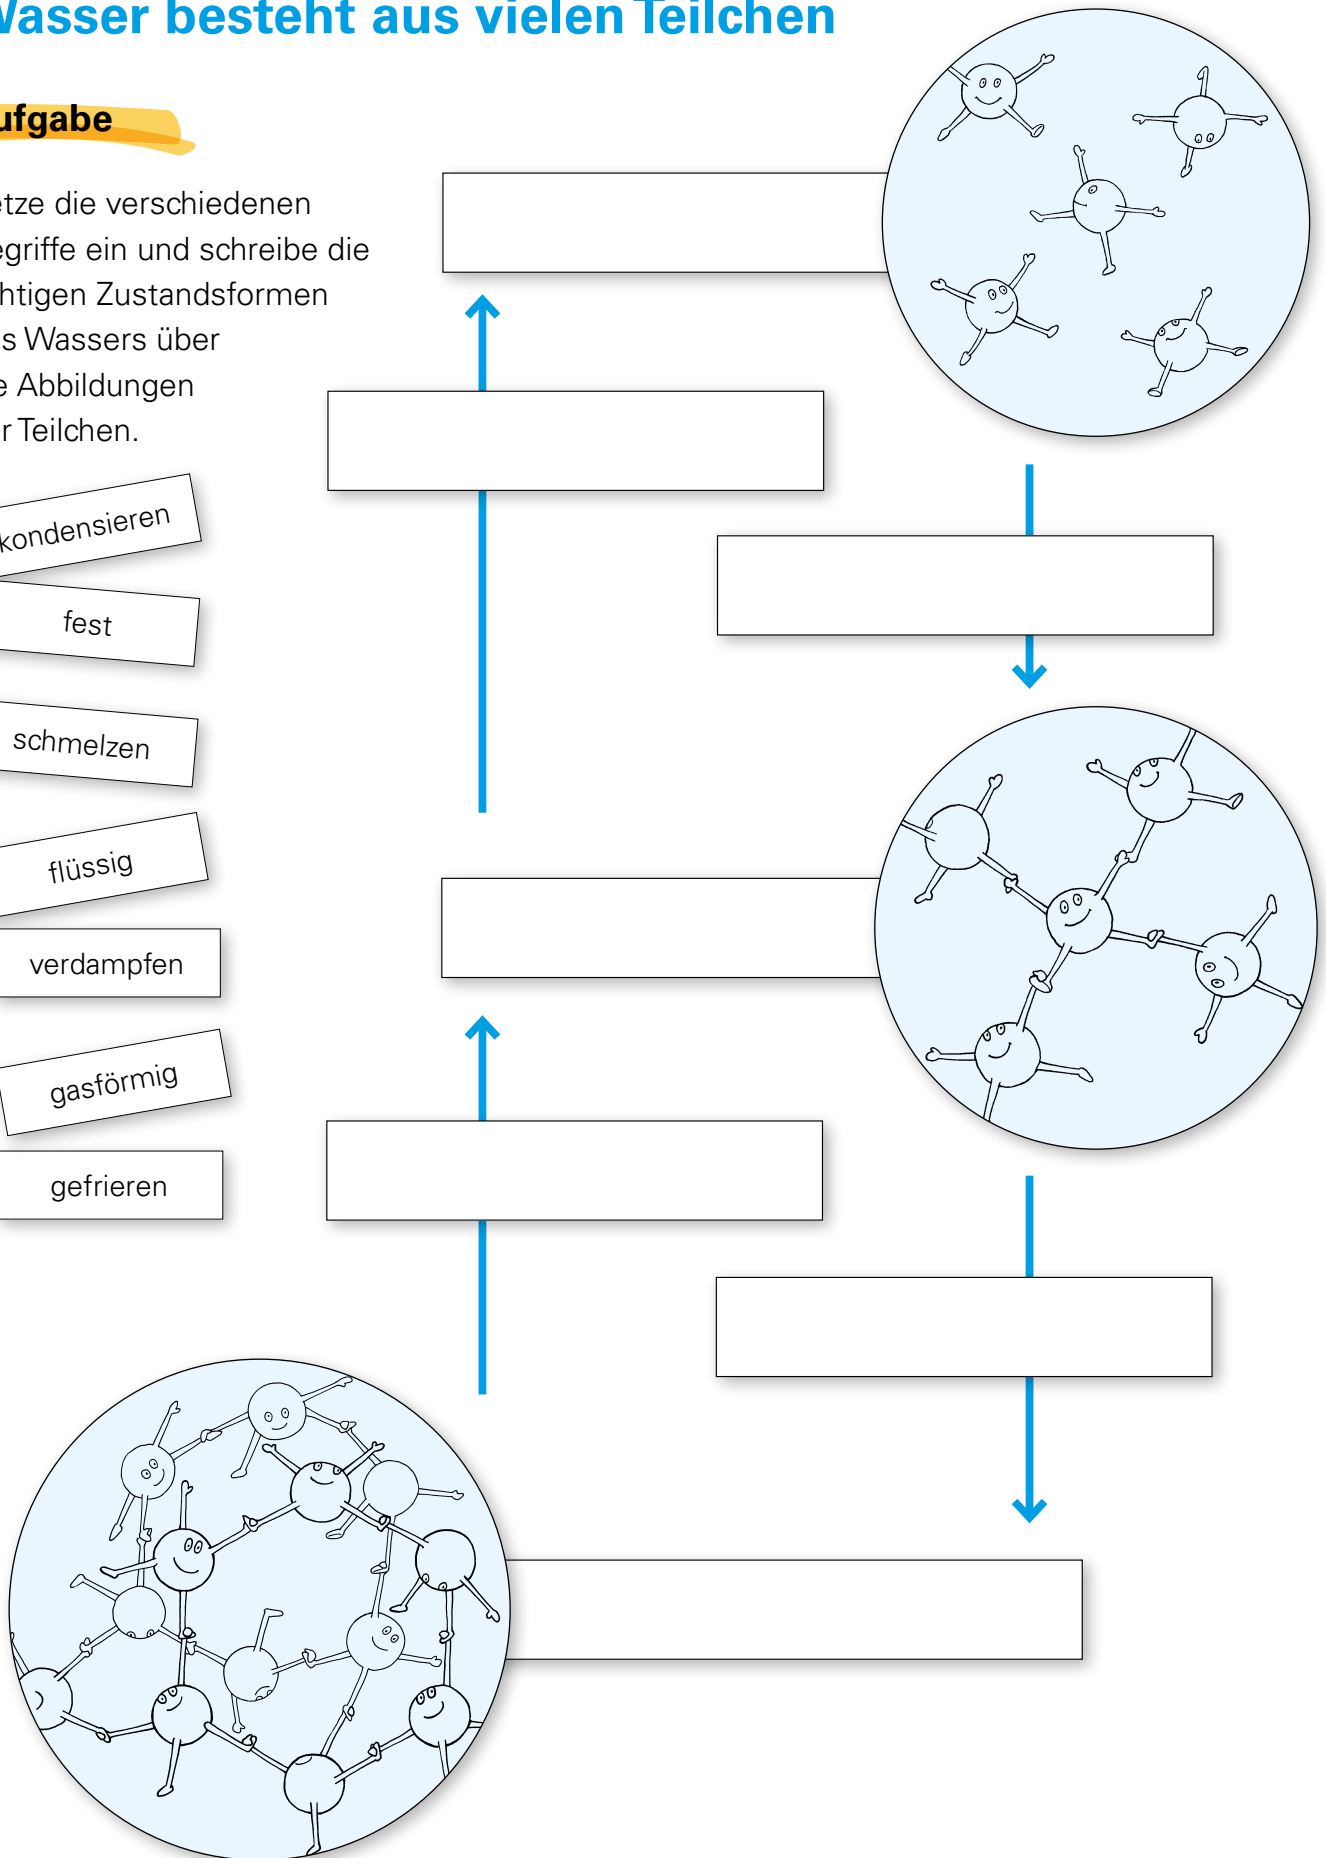 Wasser besteht aus vielen Teilchen
ufgabe
etze die verschiedenen
egriffe ein und schreibe die
chtigen Zustandsformen
s Wassers über
e Abbildungen
r Teilchen.
kondensieren
fest
schmelzen
flüssig
verdampfen
gasförmig
gefrieren